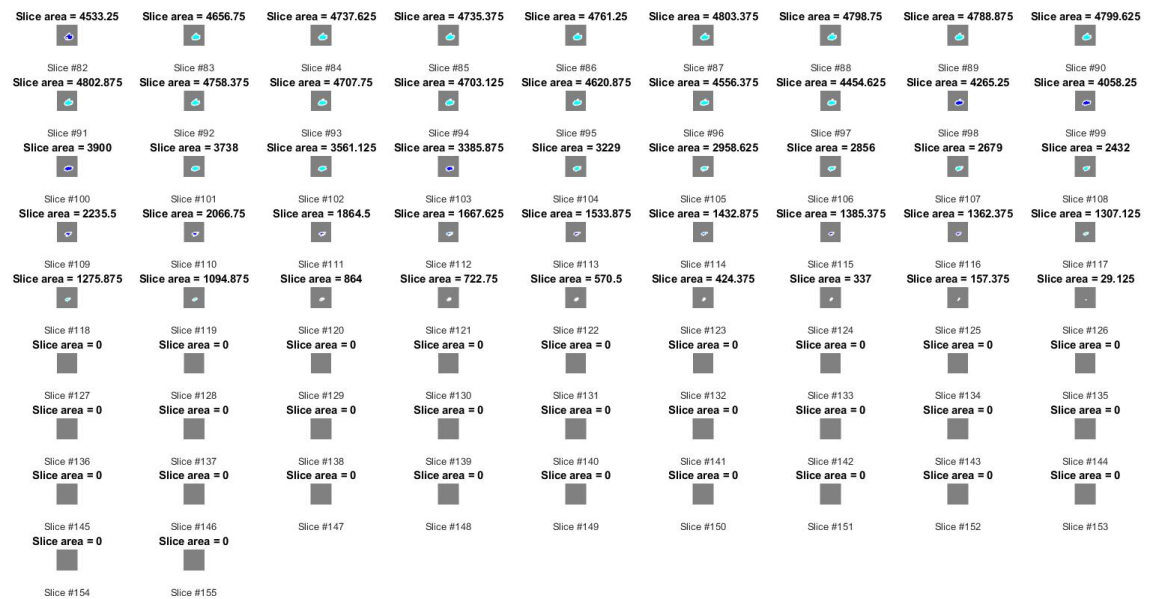 Slice area = 4533.25 Slice area = 4656.75 Slice area = 4737.625 Slice area = 4735.375 Slice area = 4761.25 Slice area = 4803.375 Slice area = 4798.75 Slice area = 4788.875 Slice area = 4799.625
Slice #82 Slice #83 Slice #84 Slice #85 Slice #86 Slice #87 Slice #88 Slice #89 Slice #90
Slice area = 4802.875 Slice area = 4758.375 Slice area = 4707.75 Slice area = 4703.125 Slice area = 4620.875 Slice area = 4556.375 Slice area = 4454.625 Slice area = 4265.25 Slice area = 4058.25
Slice #91 Slice #92 Slice #93 Slice #94 Slice #95 Slice #96 Slice #97 Slice #98 Slice #99
Slice area = 3900 Slice area = 3738 Slice area = 3561.125 Slice area = 3385.875 Slice area = 3229 Slice area = 2958.625 Slice area = 2856 Slice area = 2679 Slice area = 2432
Slice #100 Slice #101 Slice #102 Slice #103 Slice #104 Slice #105 Slice #106 Slice #107 Slice #108
Slice area = 2235.5 Slice area = 2066.75 Slice area = 1864.5 Slice area = 1667.625 Slice area = 1533.875 Slice area = 1432.875 Slice area = 1385.375 Slice area = 1362.375 Slice area = 1307.125
Slice #109 Slice #110 Slice #111 Slice #112 Slice #113 Slice #114 Slice #115 Slice #116 Slice #117
Slice area = 1275.875 Slice area = 1094.875 Slice area = 864 Slice area = 722.75 Slice area = 570.5 Slice area = 424.375 Slice area = 337 Slice area = 157.375 Slice area = 29.125
Slice #118 Slice #119 Slice #120 Slice #121 Slice #122 Slice #123 Slice #124 Slice #125 Slice #126
Slice area = 0 Slice area = 0 Slice area = 0 Slice area = 0 Slice area = 0 Slice area = 0 Slice area = 0 Slice area = 0 Slice area = 0
Slice #127 Slice #128 Slice #129 Slice #130 Slice #131 Slice #132 Slice #133 Slice #134 Slice #135
Slice area = 0 Slice area = 0 Slice area = 0 Slice area = 0 Slice area = 0 Slice area = 0 Slice area = 0 Slice area = 0 Slice area = 0
Slice #136 Slice #137 Slice #138 Slice #139 Slice #140 Slice #141 Slice #142 Slice #143 Slice #144
Slice area = 0 Slice area = 0 Slice area = 0 Slice area = 0 Slice area = 0 Slice area = 0 Slice area = 0 Slice area = 0 Slice area = 0
Slice #145 Slice #146 Slice #147 Slice #148 Slice #149 Slice #150 Slice #151 Slice #152 Slice #153
Slice area = 0 Slice area = 0
Slice #154 Slice #155